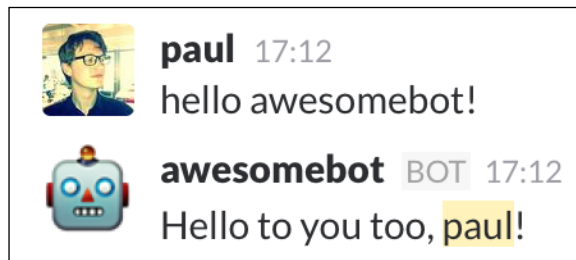 paul 17:12
hello awesomebot!
awesomebot BOT 17:12
Hello to you too, paul!